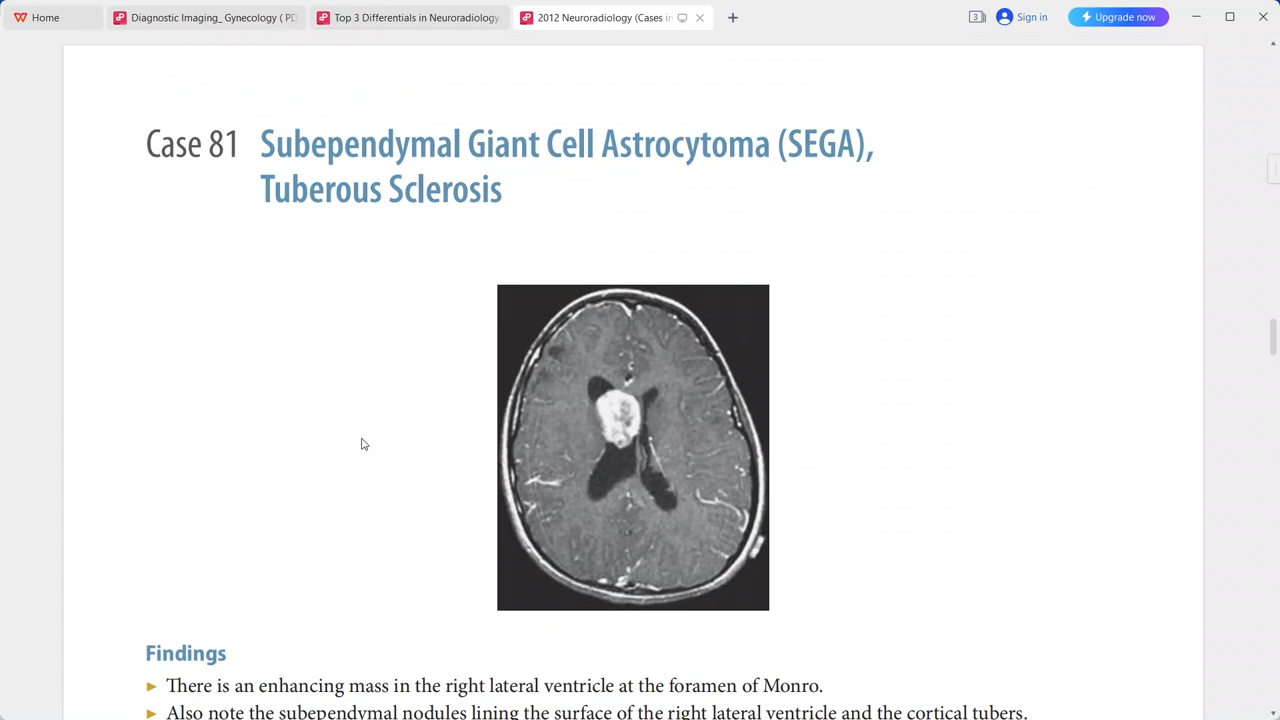 Home
Diagnostic Imaging_ Gynecology ( PD
Top 3 Differentials in Neuroradiology
2012 Neuroradiology (Cases in
3
Sign in
Upgrade now
Case 81 Subependymal Giant Cell Astrocytoma (SEGA),
Tuberous Sclerosis
Findings
► There is an enhancing mass in the right lateral ventricle at the foramen of Monro.
► Also note the subependymal nodules lining the surface of the right lateral ventricle and the cortical tubers.